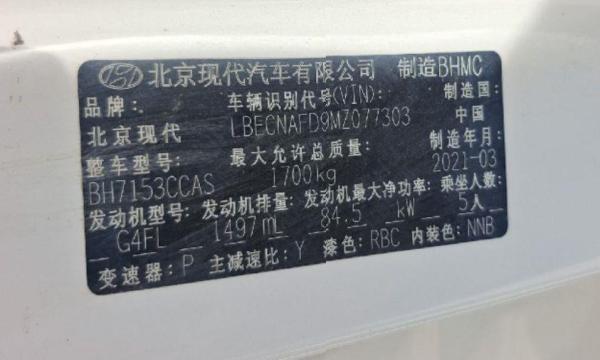 北京现代汽车有限公司 制造BHMC
品牌: 车辆识别代号(VIN): 制造国:
北京现代 LBECNAFD9MZ077303 中国
整车型号: 最大允许总质量: 制造年月:
BH7153CCAS 1700kg 2021-03
发动机型号: 发动机排量: 发动机最大净功率: 乘坐人数:
G4FL 1497mL 84.5 kW 5人
变速器: P 主减速比: Y 漆色: RBC 内装色: NNB